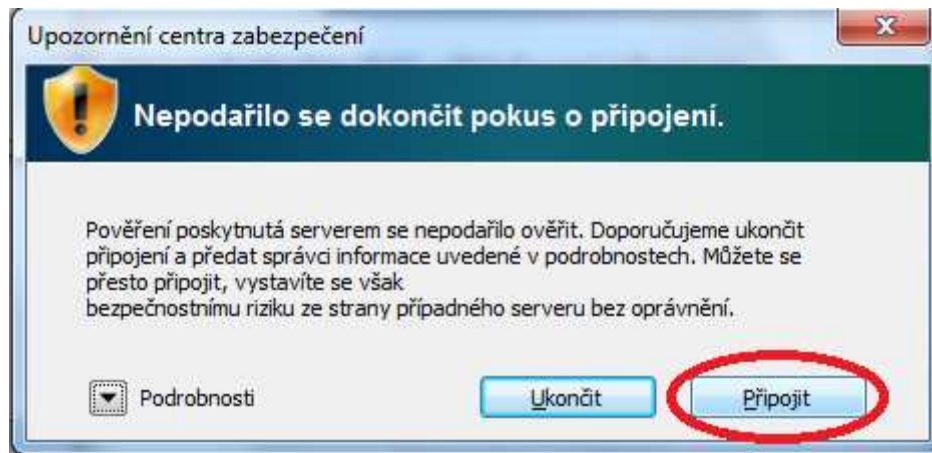 Upozornění centra zabezpečení
Nepodařilo se dokončit pokus o připojení.
Pověření poskytnutá serverem se nepodařilo ověřit. Doporučujeme ukončit
připojení a předat správci informace uvedené v podrobnostech. Můžete se
přesto připojit, vystavíte se však
bezpečnostnímu riziku ze strany případného serveru bez oprávnění.
Podrobnosti Ukončit Připojit